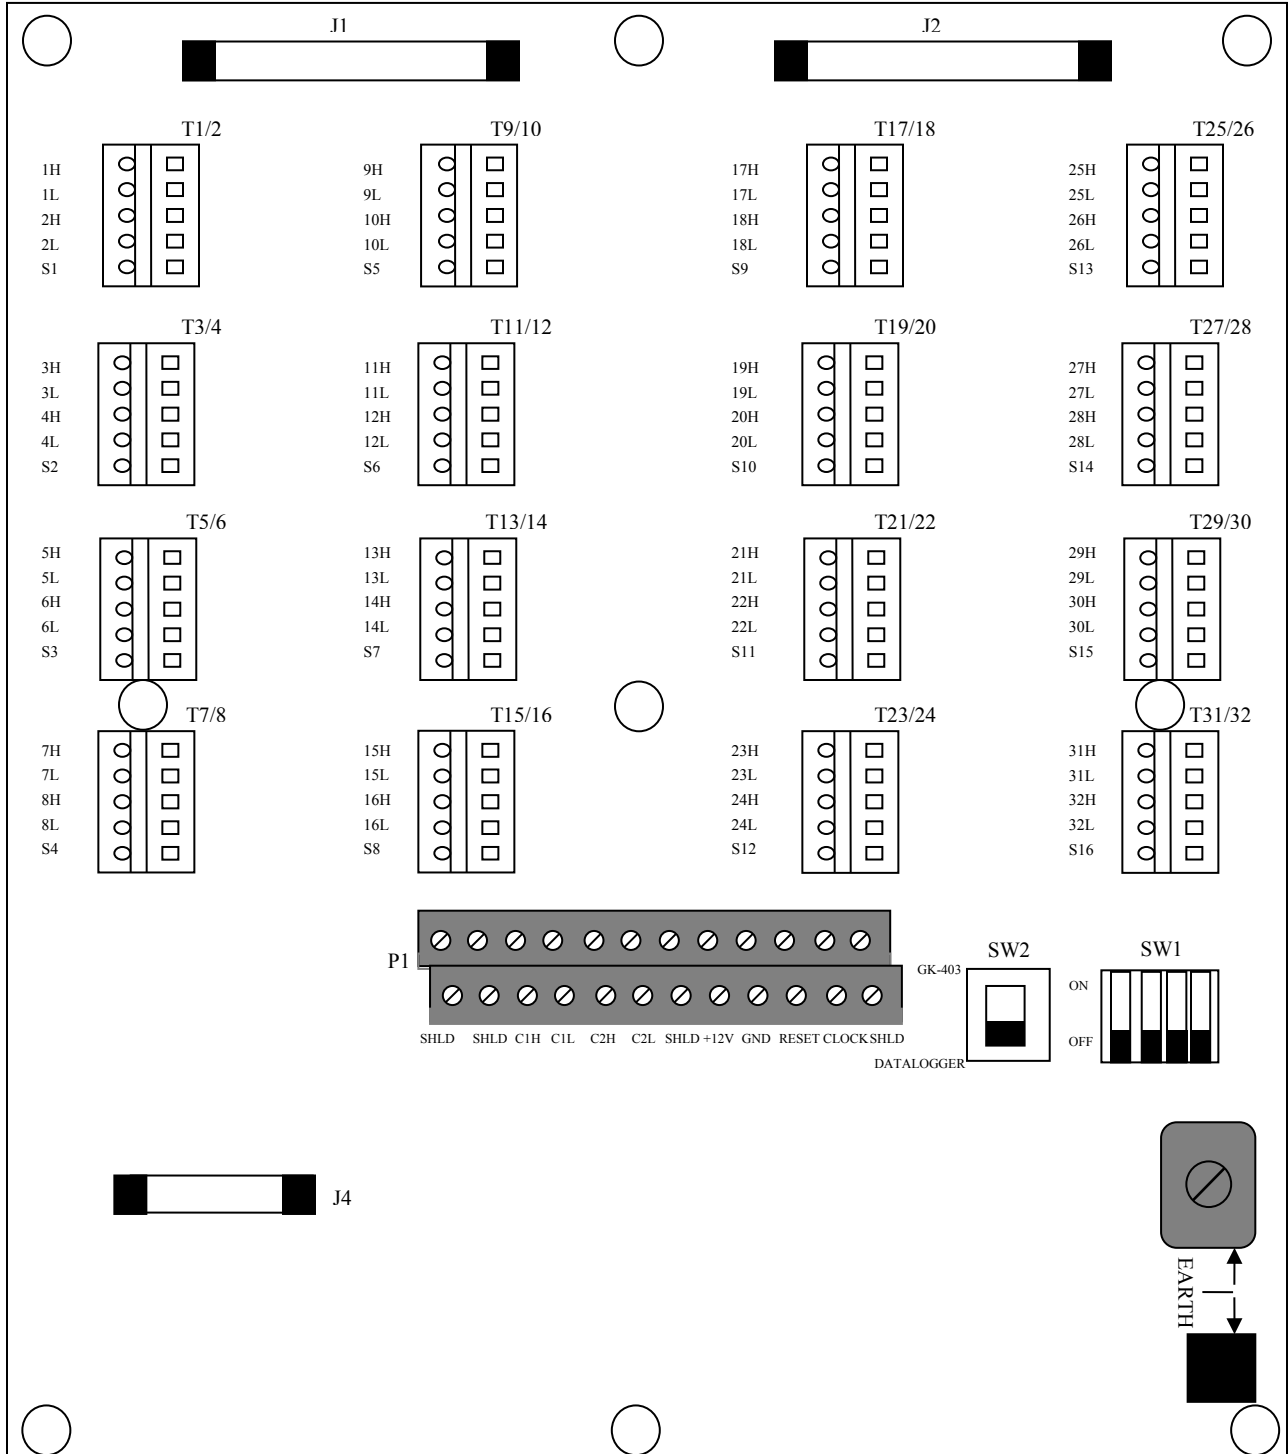 J1 J2
T1/2 T9/10 T17/18 T25/26
1H 9H 17H 25H
1L 9L 17L 25L
2H 10H 18H 26H
2L 10L 18L 26L
S1 S5 S9 S13
T3/4 T11/12 T19/20 T27/28
3H 11H 19H 27H
3L 11L 19L 27L
4H 12H 20H 28H
4L 12L 20L 28L
S2 S6 S10 S14
T5/6 T13/14 T21/22 T29/30
5H 13H 21H 29H
5L 13L 21L 29L
6H 14H 22H 30H
6L 14L 22L 30L
S3 S7 S11 S15
T7/8 T15/16 T23/24 T31/32
7H 15H 23H 31H
7L 15L 23L 31L
8H 16H 24H 32H
8L 16L 24L 32L
S4 S8 S12 S16
SW2 SW1
P1 GK-403
ON
SHLD SHLD C1H C1L C2H C2L SHLD +12V GND RESET CLOCK SHLD OFF
DATALOGGER
J4
EARTH